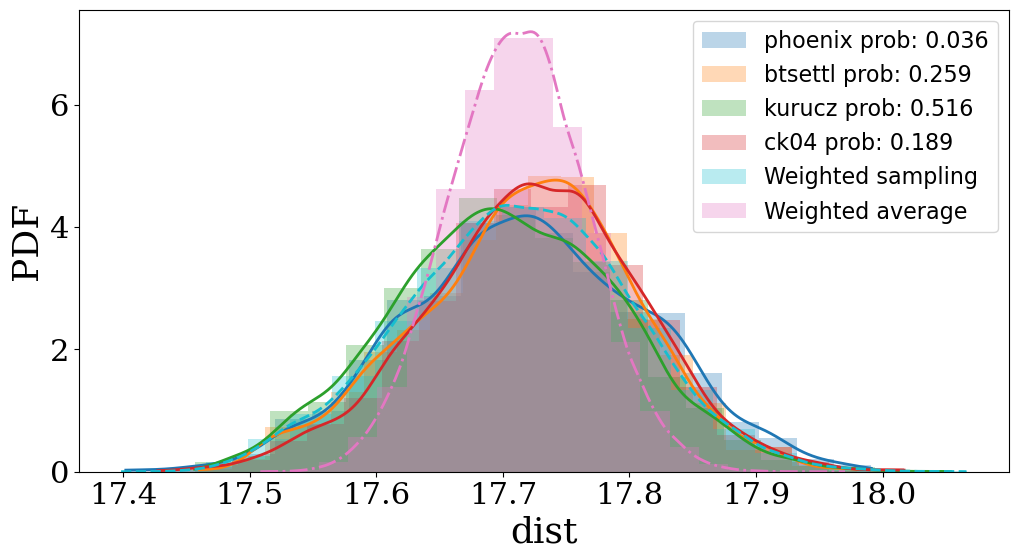 phoenix prob: 0.036
btsettl prob: 0.259
kurucz prob: 0.516
ck04 prob: 0.189
Weighted sampling
Weighted average
PDF
6
4
2
0
17.4 17.5 17.6 17.7 17.8 17.9 18.0
dist